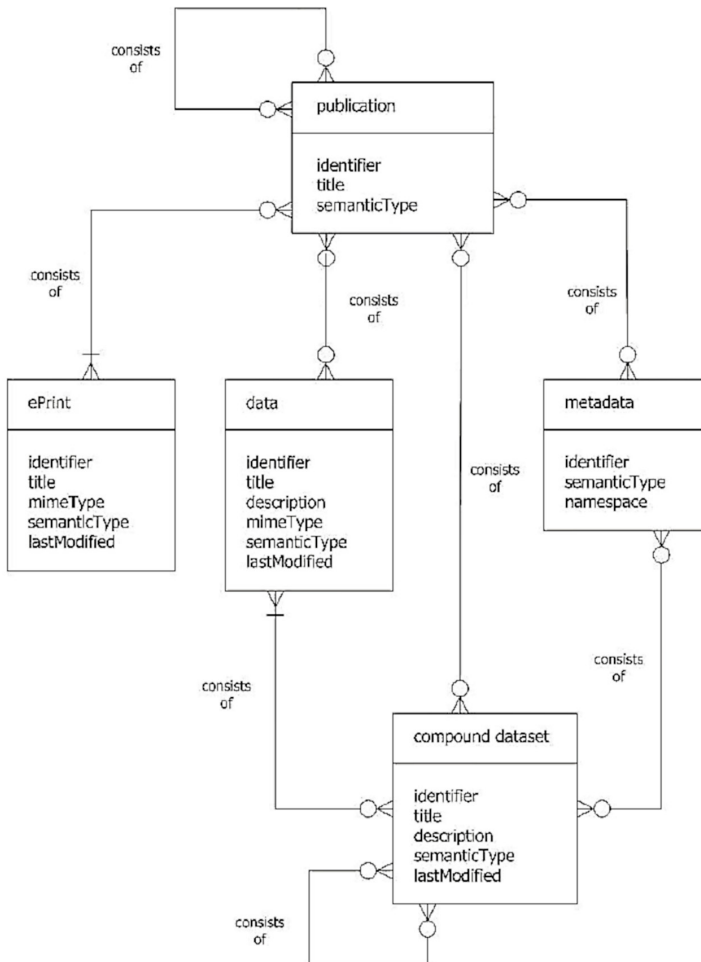 consists
of
publication
identifier
title
semanticType
consists
of
consists
of
consists
of
ePrint
identifier
title
mimeType
semanticType
lastModified
data
identifier
title
description
mimeType
semanticType
lastModified
consists
of
metadata
identifier
semanticType
namespace
consists
of
consists
of
compound dataset
identifier
title
description
semanticType
lastModified
consists
of